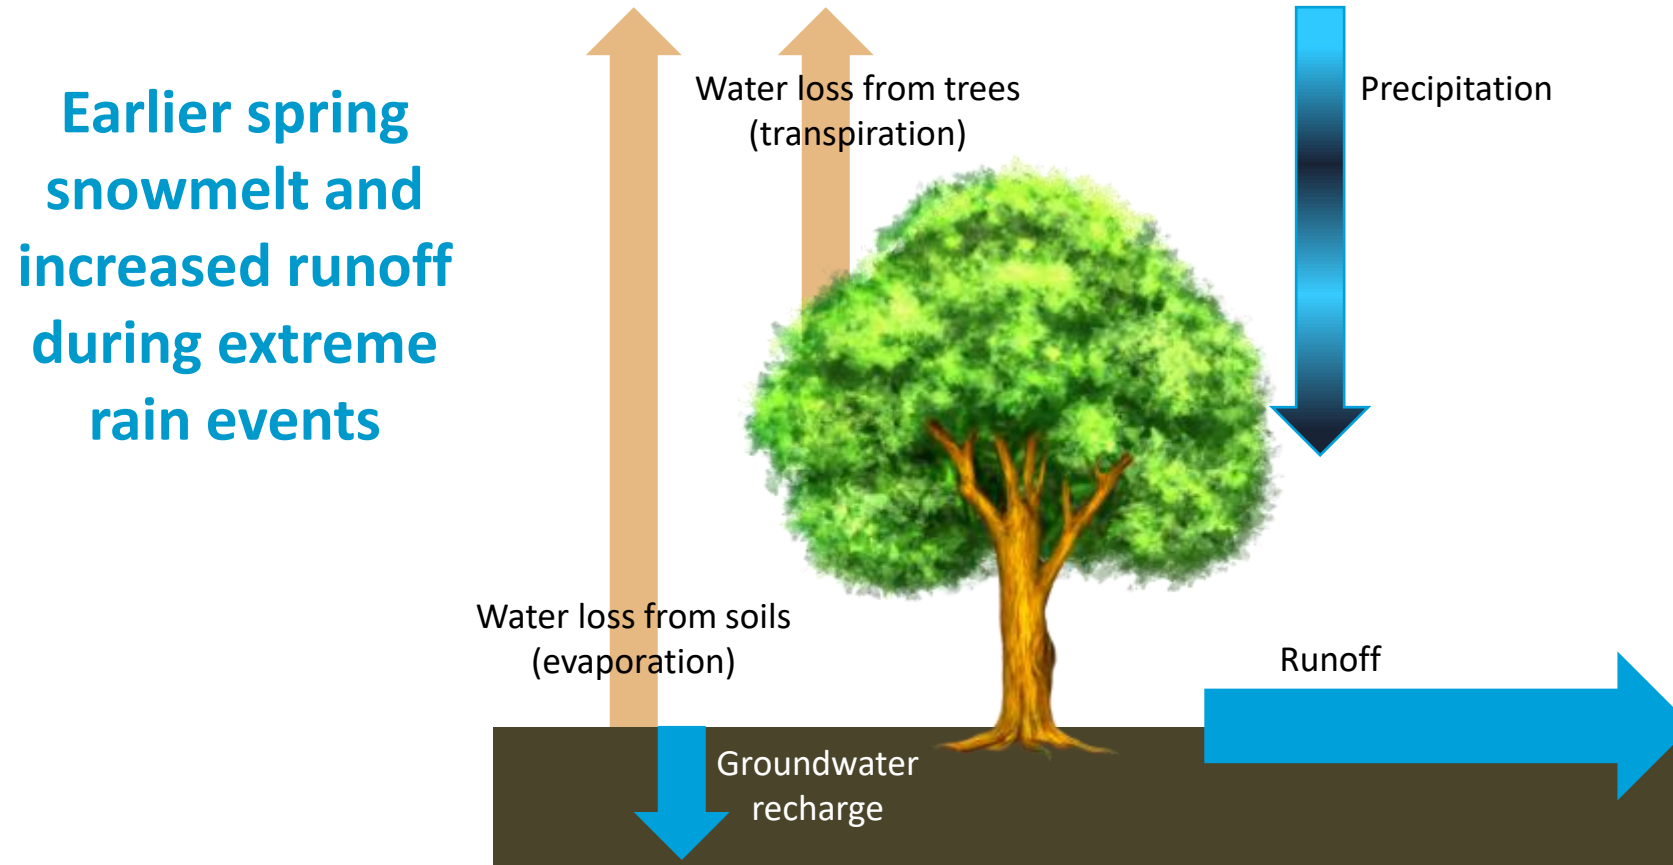 Earlier spring
snowmelt and
increased runoff
during extreme
rain events
Water loss from trees
(transpiration)
Precipitation
Water loss from soils
(evaporation)
Runoff
Groundwater
recharge